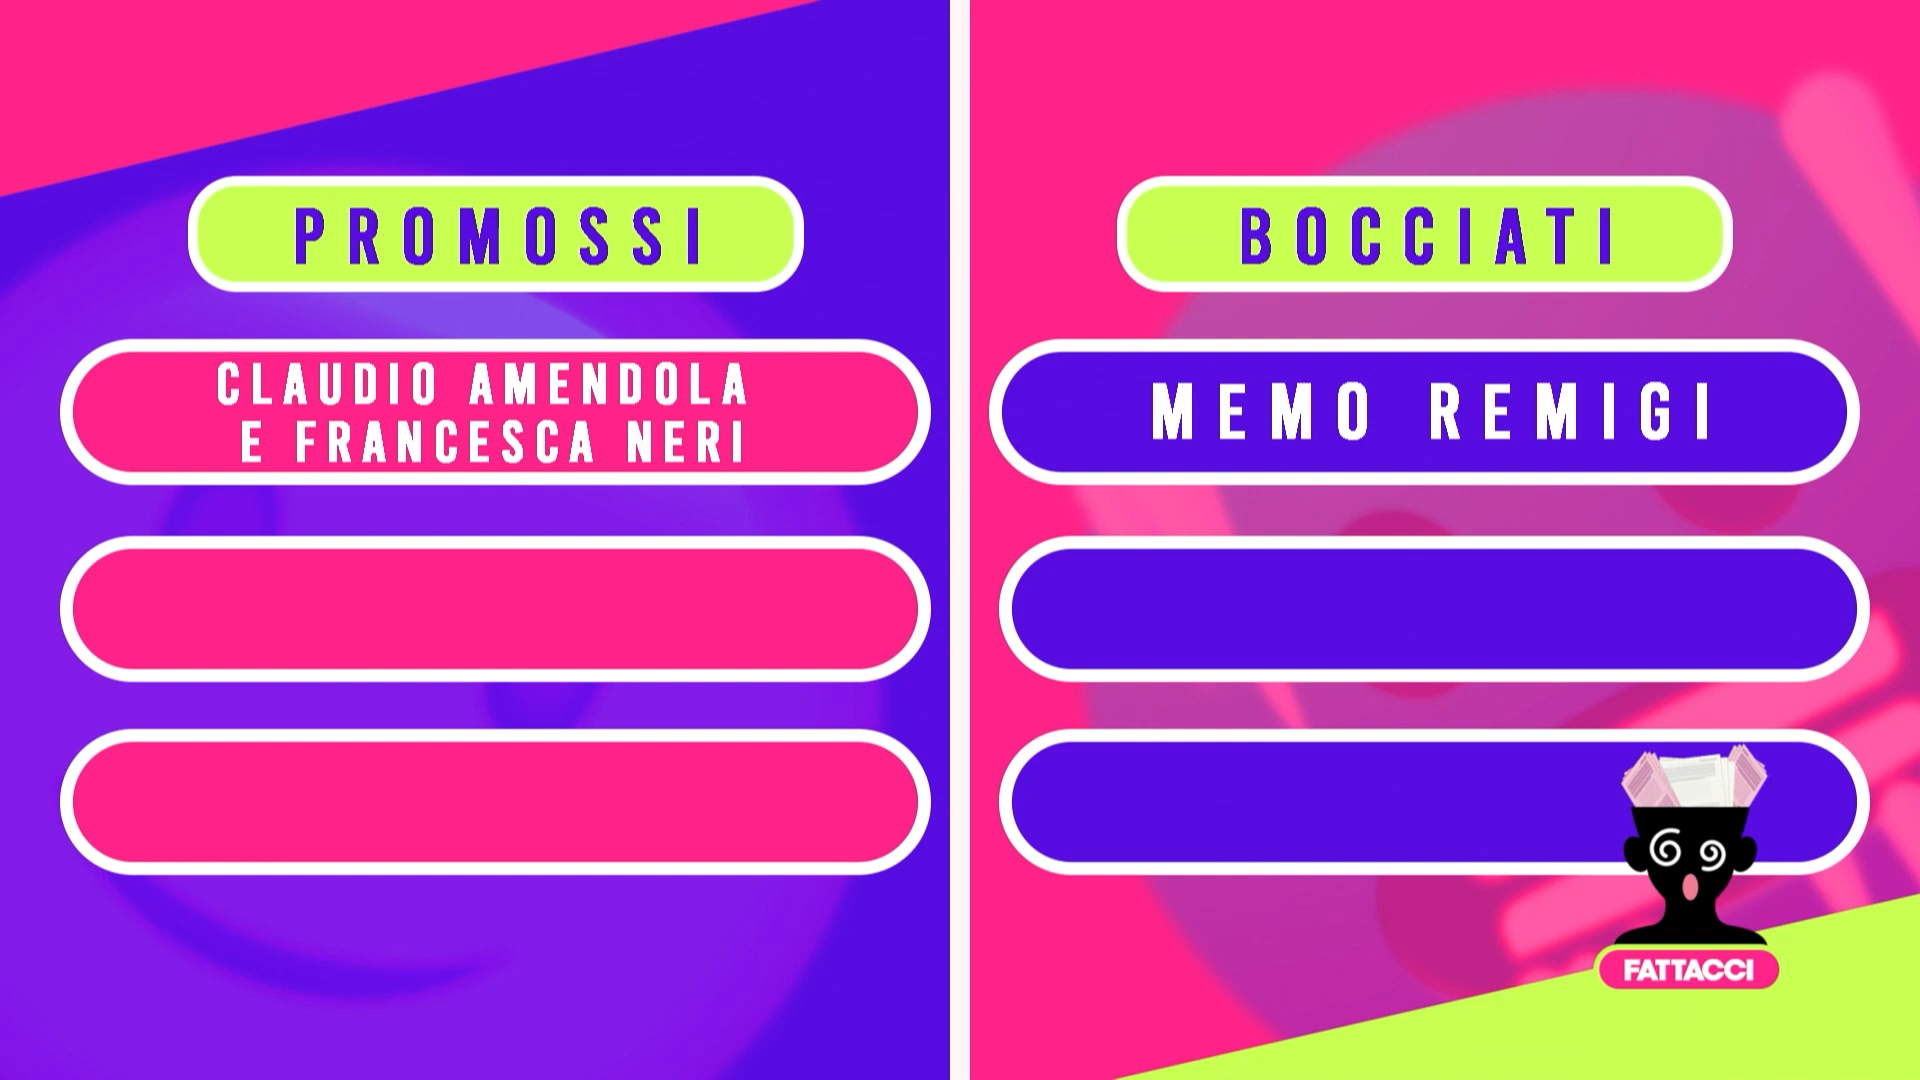 PROMOSSI
CLAUDIO AMENDOLA
E FRANCESCA NERI
BOCCIATI
MEMO REMIGI
FATTACCI